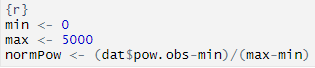 {r}
min <- 0
max <- 5000
normPow <- (dat$pow.obs-min)/(max-min)